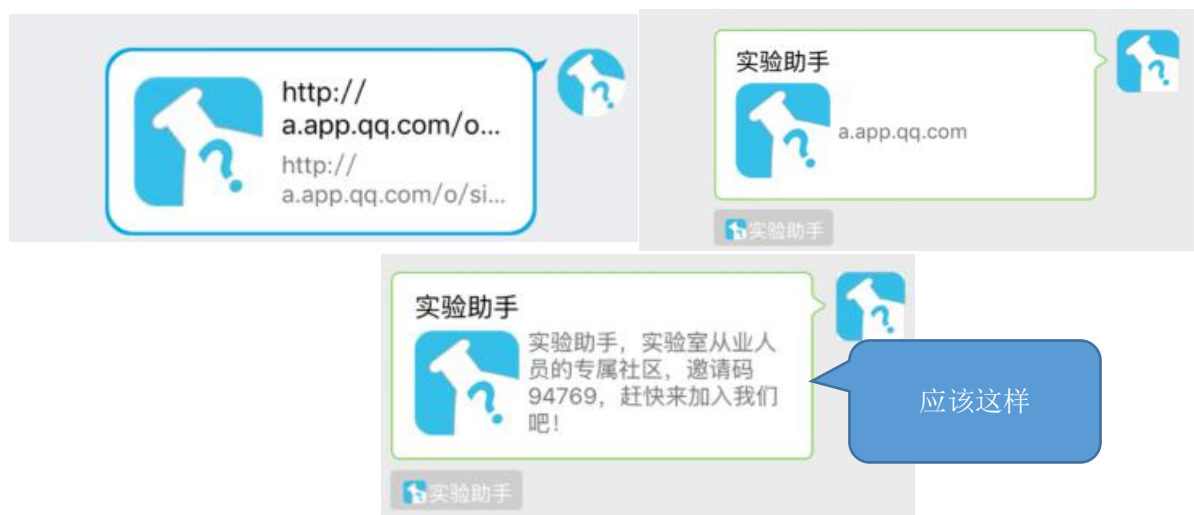 http://
a.app.qq.com/o...
http://
a.app.qq.com/o/si...
实验助手
a.app.qq.com
实验助手
实验助手
实验助手，实验室从业人
员的专属社区，邀请码
94769，赶快来加入我们
吧！
应该这样
实验助手